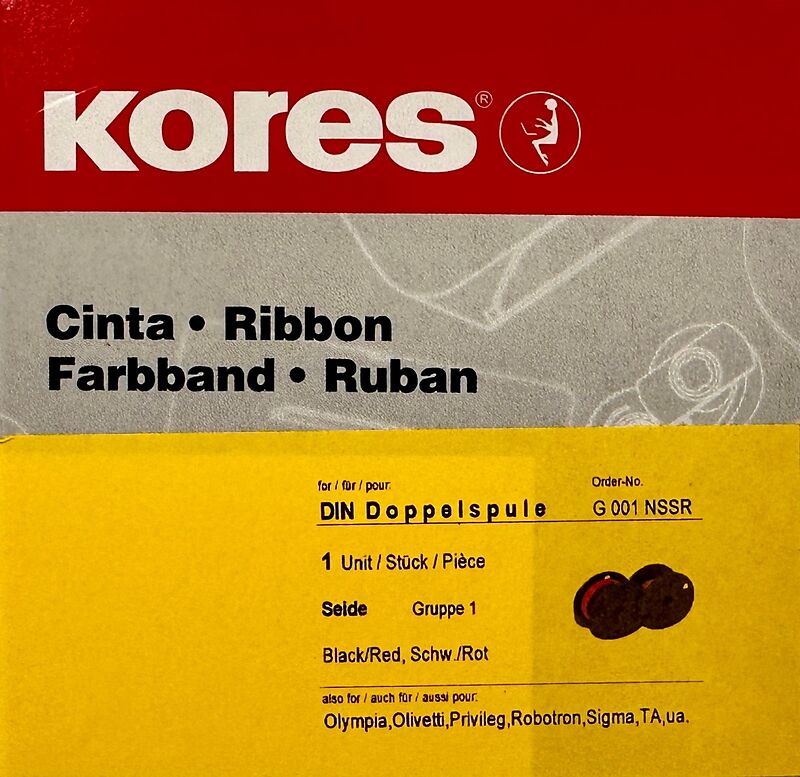 Kores®
Cinta • Ribbon
Farbband • Ruban
for / für / pour:
Order-No.
DIN Doppelspule
G 001 NSSR
1 Unit / Stück / Pièce
Seide Gruppe 1
Black/Red, Schw./Rot
also for / auch für / aussi pour:
Olympia,Olivetti,Privileg,Robotron,Sigma,TA,ua.